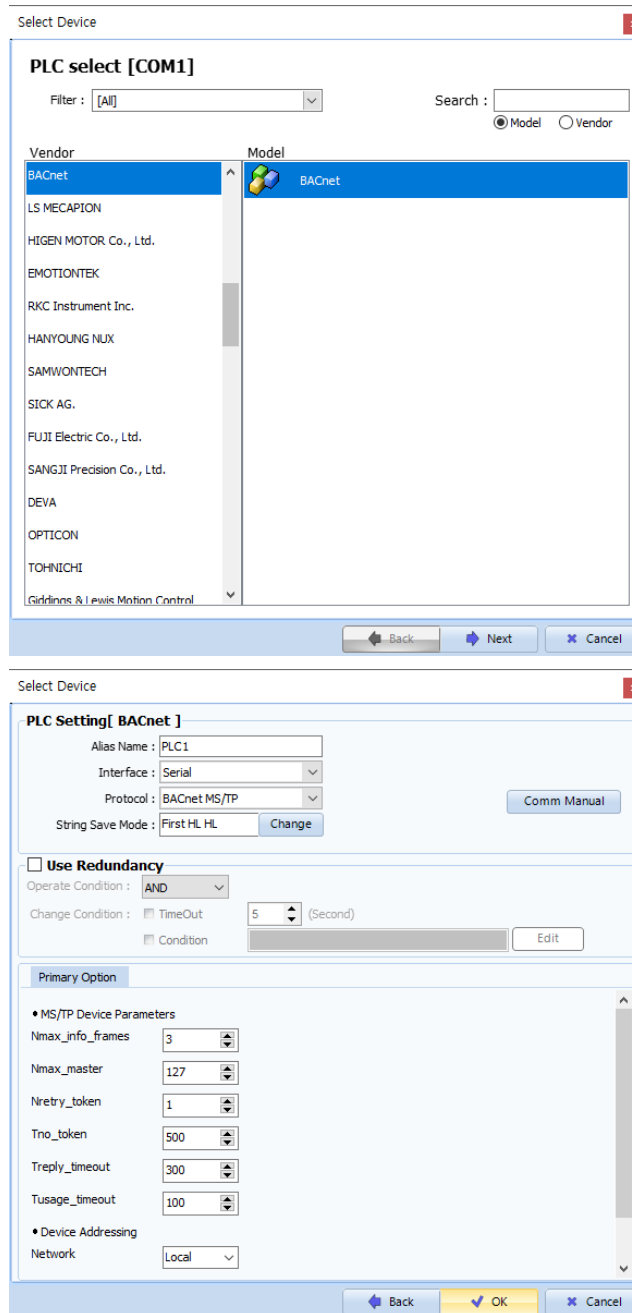 Select Device
PLC select [COM1]
Filter : [All] Search :
Model Vendor
Vendor Model
BACnet BACnet
LS MECAPION
HIGEN MOTOR Co., Ltd.
EMOTIONTEK
RKC Instrument Inc.
HANYOUNG NUX
SAMWONTECH
SICK AG.
FUJI Electric Co., Ltd.
SANGJI Precision Co., Ltd.
DEVA
OPTICON
TOHNICHI
Giddings & Lewis Motion Control
Back Next Cancel
Select Device
PLC Setting[ BACnet ]
Alias Name : PLC1
Interface : Serial
Protocol : BACnet MS/TP Comm Manual
String Save Mode : First HL HL Change
Use Redundancy
Operate Condition : AND
Change Condition : TimeOut 5 (Second)
Condition Edit
Primary Option
• MS/TP Device Parameters
Nmax_info_frames 3
Nmax_master 127
Nretry_token 1
Tno_token 500
Treply_timeout 300
Tusage_timeout 100
• Device Addressing
Network Local
Back OK Cancel